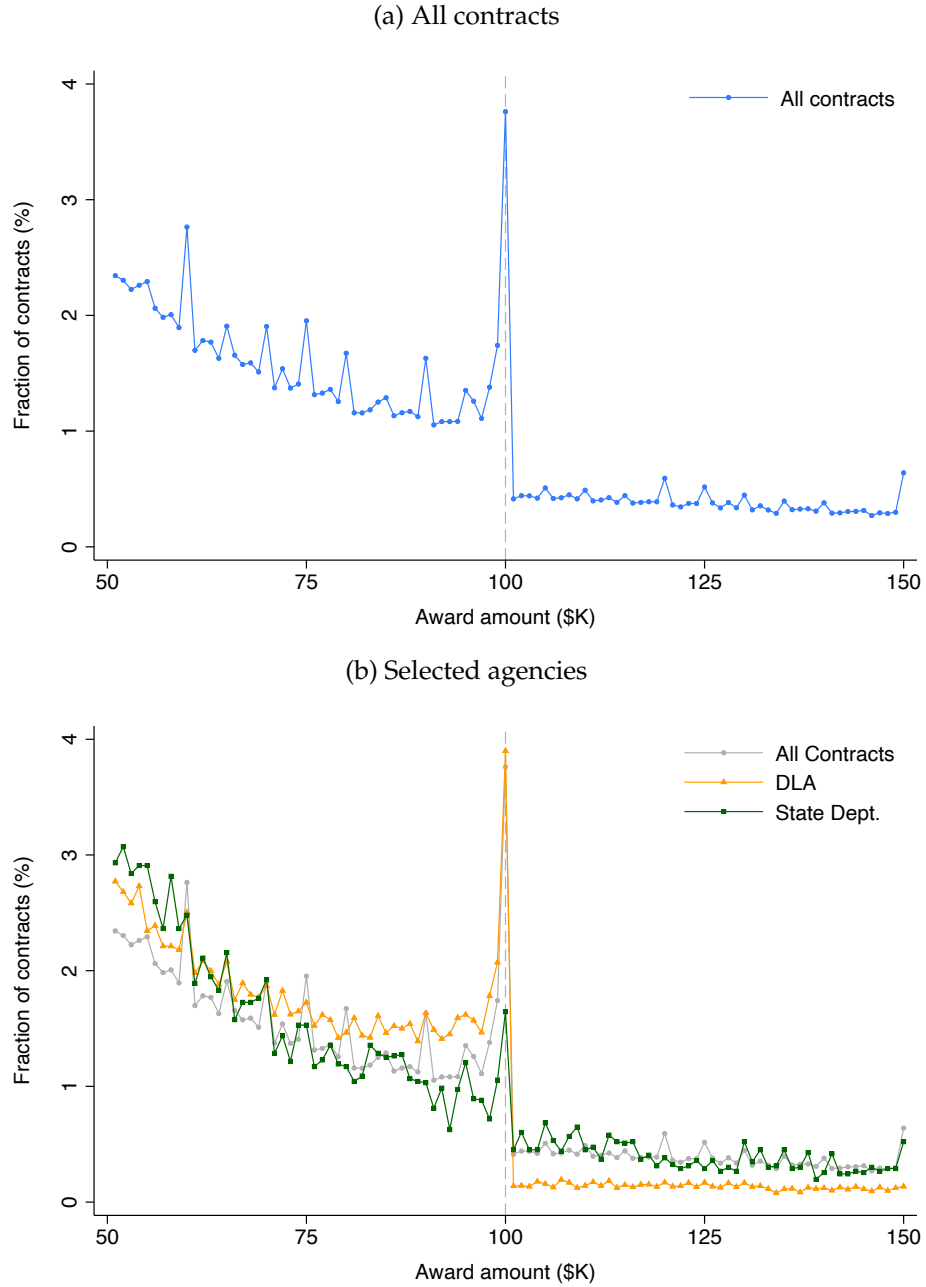 (a) All contracts
4
3
2
1
0
Fraction of contracts (%)
All contracts
50 75 100 125 150
Award amount ($K)
(b) Selected agencies
4
3
2
1
0
Fraction of contracts (%)
All Contracts
DLA
State Dept.
50 75 100 125 150
Award amount ($K)